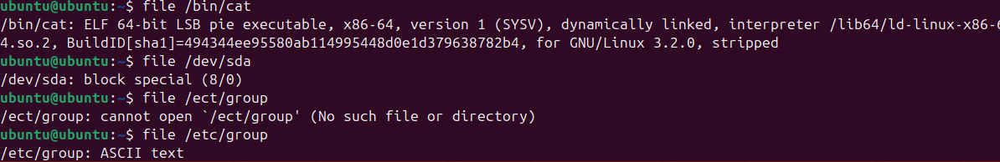 ubuntu@ubuntu:~$ file /bin/cat
/bin/cat: ELF 64-bit LSB pie executable, x86-64, version 1 (SYSV), dynamically linked, interpreter /lib64/ld-linux-x86-6
4.so.2, BuildID[sha1]=494344ee95580ab114995448d0e1d379638782b4, for GNU/Linux 3.2.0, stripped
ubuntu@ubuntu:~$ file /dev/sda
/dev/sda: block special (8/0)
ubuntu@ubuntu:~$ file /ect/group
/ect/group: cannot open `/ect/group' (No such file or directory)
ubuntu@ubuntu:~$ file /etc/group
/etc/group: ASCII text